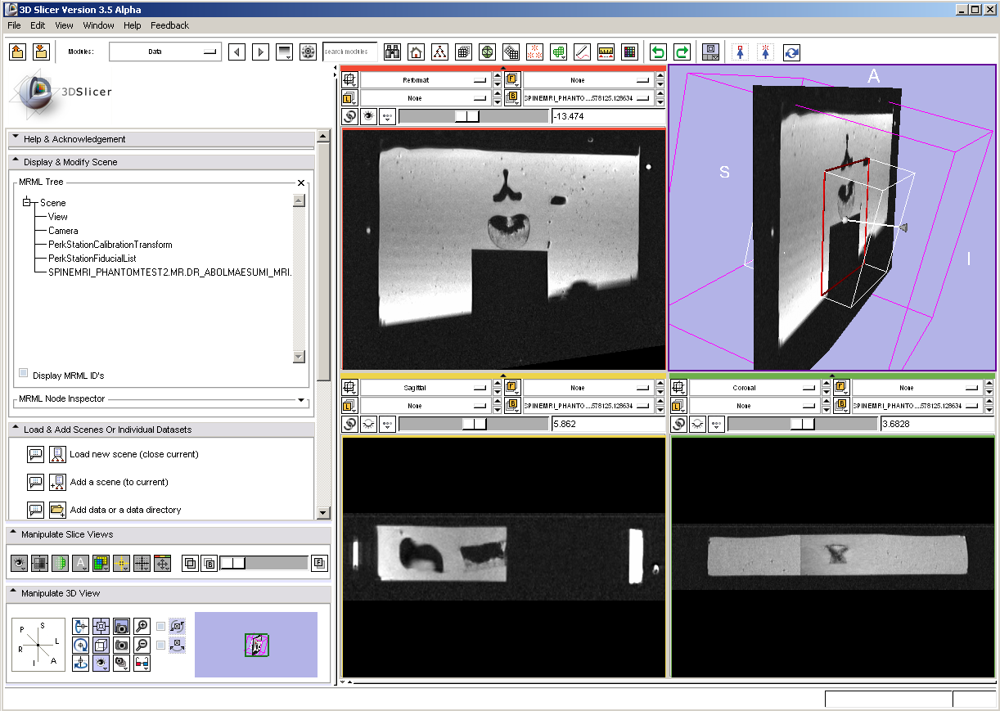 3D Slicer Version 3.5 Alpha
File Edit View Window Help Feedback
Modules: Data search modules
3DSlicer
Help & Acknowledgement
Display & Modify Scene
MRML Tree
Scene
View
Camera
PerkStationCalibrationTransform
PerkStationFiducialList
SPINEMRI_PHANTOMTEST2.MR.DR_ABOLMAESUMI_MRI.
Display MRML ID's
MRML Node Inspector
Load & Add Scenes Or Individual Datasets
Load new scene (close current)
Add a scene (to current)
Add data or a data directory
Manipulate Slice Views
A B F
Manipulate 3D View
P S L R I A
Reformat F None
L None B SPINEMRI_PHANTO...578125.128634
-13.474
A
S
I
Sagittal F None
L None B SPINEMRI_PHANTO...578125.128634
5.862
Coronal F None
L None B SPINEMRI_PHANTO...578125.128634
3.6828